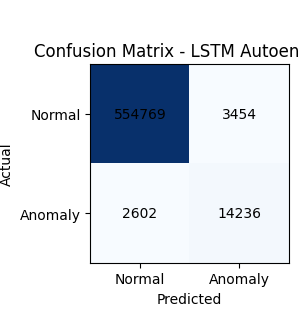 Confusion Matrix - LSTM Autoen
Actual
Normal
554769 3454
Anomaly
2602 14236
Normal Anomaly
Predicted